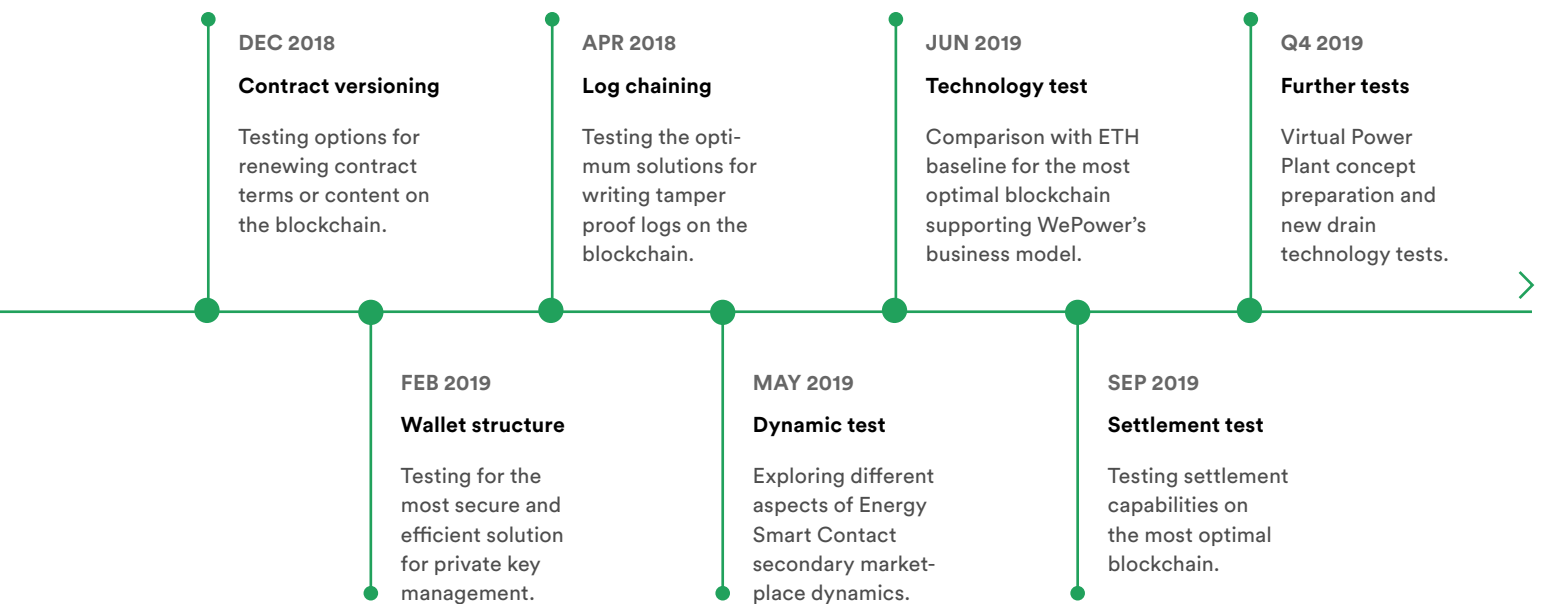 DEC 2018
Contract versioning
Testing options for
renewing contract
terms or content on
the blockchain.
APR 2018
Log chaining
Testing the opti-
mum solutions for
writing tamper
proof logs on the
blockchain.
JUN 2019
Technology test
Comparison with ETH
baseline for the most
optimal blockchain
supporting WePower’s
business model.
Q4 2019
Further tests
Virtual Power
Plant concept
preparation and
new drain
technology tests.
FEB 2019
Wallet structure
Testing for the
most secure and
efficient solution
for private key
management.
MAY 2019
Dynamic test
Exploring different
aspects of Energy
Smart Contact
secondary market-
place dynamics.
SEP 2019
Settlement test
Testing settlement
capabilities on
the most optimal
blockchain.